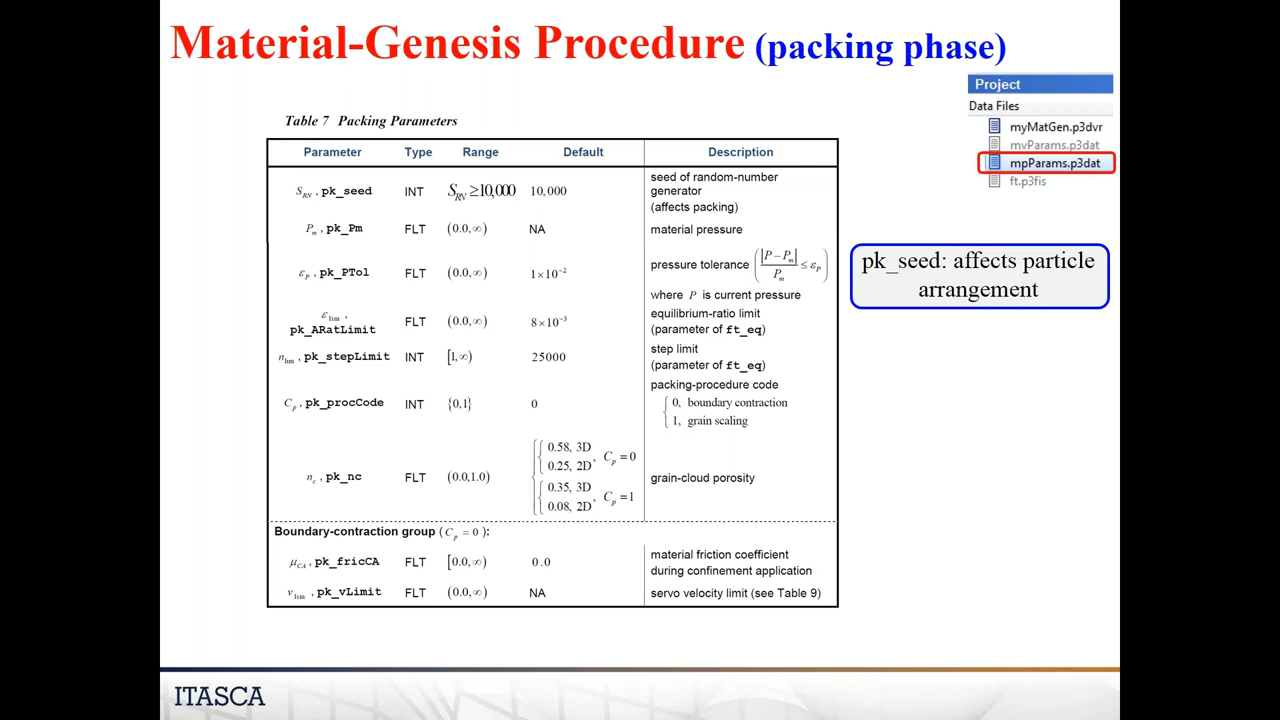 Material-Genesis Procedure (packing phase)
Project
Data Files
myMatGen.p3dvr
mvParams.p3dat
mpParams.p3dat
ft.p3fis
Table 7 Packing Parameters
Parameter Type Range Default Description
S_RN , pk_seed INT S_RN ≥10,000 10,000 seed of random-number
generator
(affects packing)
P_m , pk_Pm FLT (0.0,∞) NA material pressure
ε_P , pk_PTol FLT (0.0,∞) 1×10⁻² pressure tolerance (|P−P_m|/P_m ≤ ε_P)
where P is current pressure
ε_lim , pk_ARatLimit FLT (0.0,∞) 8×10⁻³ equilibrium-ratio limit
(parameter of ft_eq)
n_lim , pk_stepLimit INT [1,∞) 25000 step limit
(parameter of ft_eq)
C_p , pk_procCode INT {0,1} 0 packing-procedure code
0, boundary contraction
1, grain scaling
n_c , pk_nc FLT (0.0,1.0) grain-cloud porosity
0.58, 3D
0.25, 2D , C_p = 0
0.35, 3D
0.08, 2D , C_p = 1
Boundary-contraction group ( C_p = 0 ):
μ_CA , pk_fricCA FLT [0.0,∞) 0.0 material friction coefficient
during confinement application
v_lim , pk_vLimit FLT (0.0,∞) NA servo velocity limit (see Table 9)
pk_seed: affects particle
arrangement
ITASCA